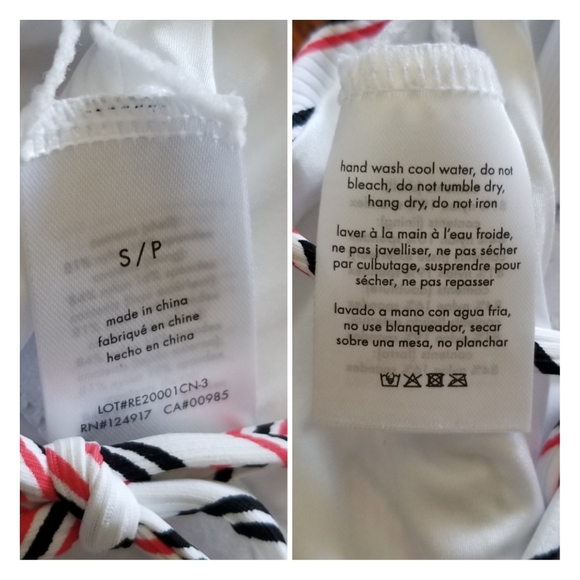 S / P
made in china
fabriqué en chine
hecho en china
LOT#RE20001CN-3
RN#124917 CA#00985
hand wash cool water, do not
bleach, do not tumble dry,
hang dry, do not iron
laver à la main à l'eau froide,
ne pas javelliser, ne pas sécher
par culbutage, suspendre pour
sécher, ne pas repasser
lavado a mano con agua fria,
no use blanqueador, secar
sobre una mesa, no planchar